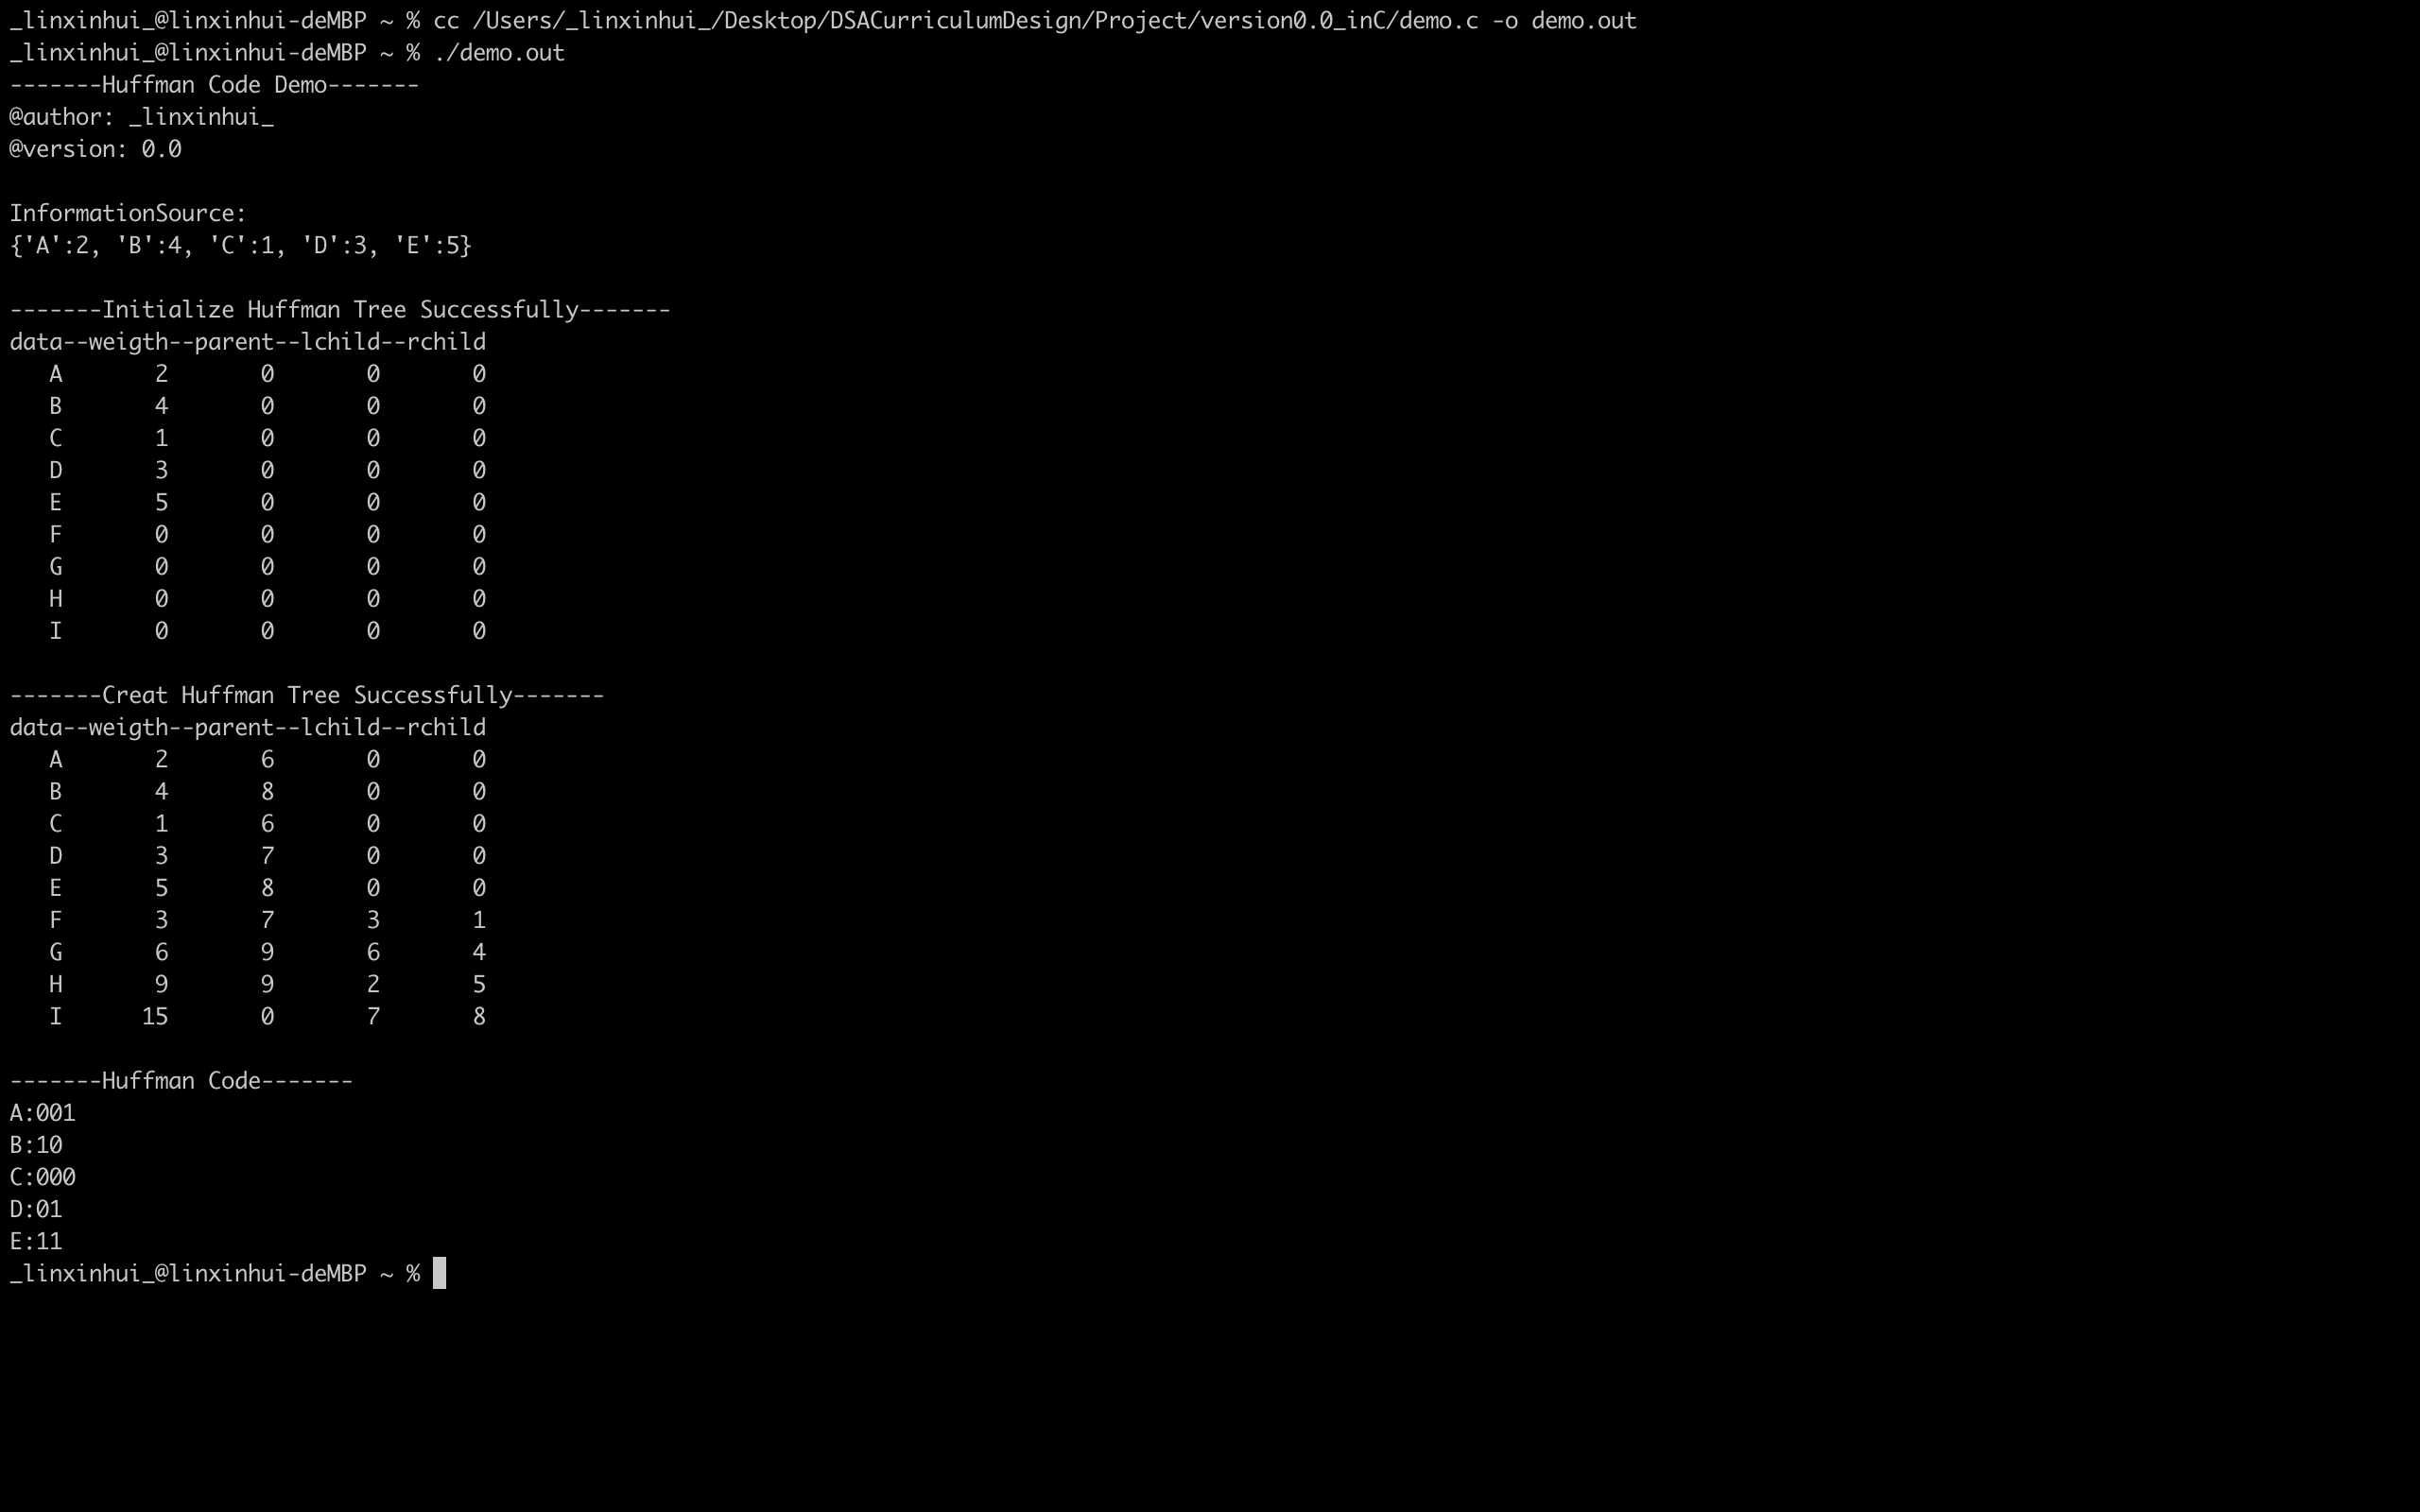 _linxinhui_@linxinhui-deMBP ~ % cc /Users/_linxinhui_/Desktop/DSACurriculumDesign/Project/version0.0_inC/demo.c -o demo.out
_linxinhui_@linxinhui-deMBP ~ % ./demo.out
-------Huffman Code Demo-------
@author: _linxinhui_
@version: 0.0
InformationSource:
{'A':2, 'B':4, 'C':1, 'D':3, 'E':5}
-------Initialize Huffman Tree Successfully-------
data--weigth--parent--lchild--rchild
   A       2       0       0       0
   B       4       0       0       0
   C       1       0       0       0
   D       3       0       0       0
   E       5       0       0       0
   F       0       0       0       0
   G       0       0       0       0
   H       0       0       0       0
   I       0       0       0       0
-------Creat Huffman Tree Successfully-------
data--weigth--parent--lchild--rchild
   A       2       6       0       0
   B       4       8       0       0
   C       1       6       0       0
   D       3       7       0       0
   E       5       8       0       0
   F       3       7       3       1
   G       6       9       6       4
   H       9       9       2       5
   I      15       0       7       8
-------Huffman Code-------
A:001
B:10
C:000
D:01
E:11
_linxinhui_@linxinhui-deMBP ~ %